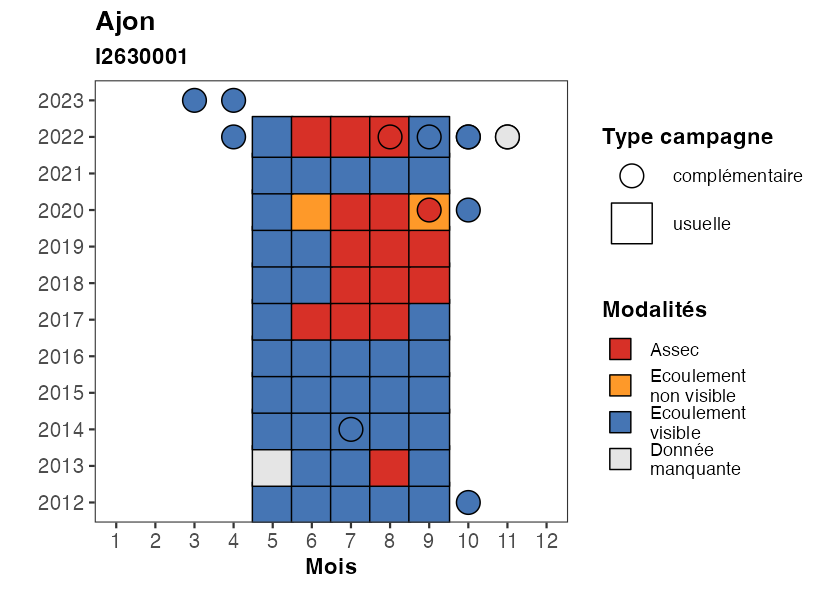 Ajon
I2630001
2023
2022
2021
2020
2019
2018
2017
2016
2015
2014
2013
2012
1 2 3 4 5 6 7 8 9 10 11 12
Mois
Type campagne
complémentaire
usuelle
Modalités
Assec
Ecoulement
non visible
Ecoulement
visible
Donnée
manquante